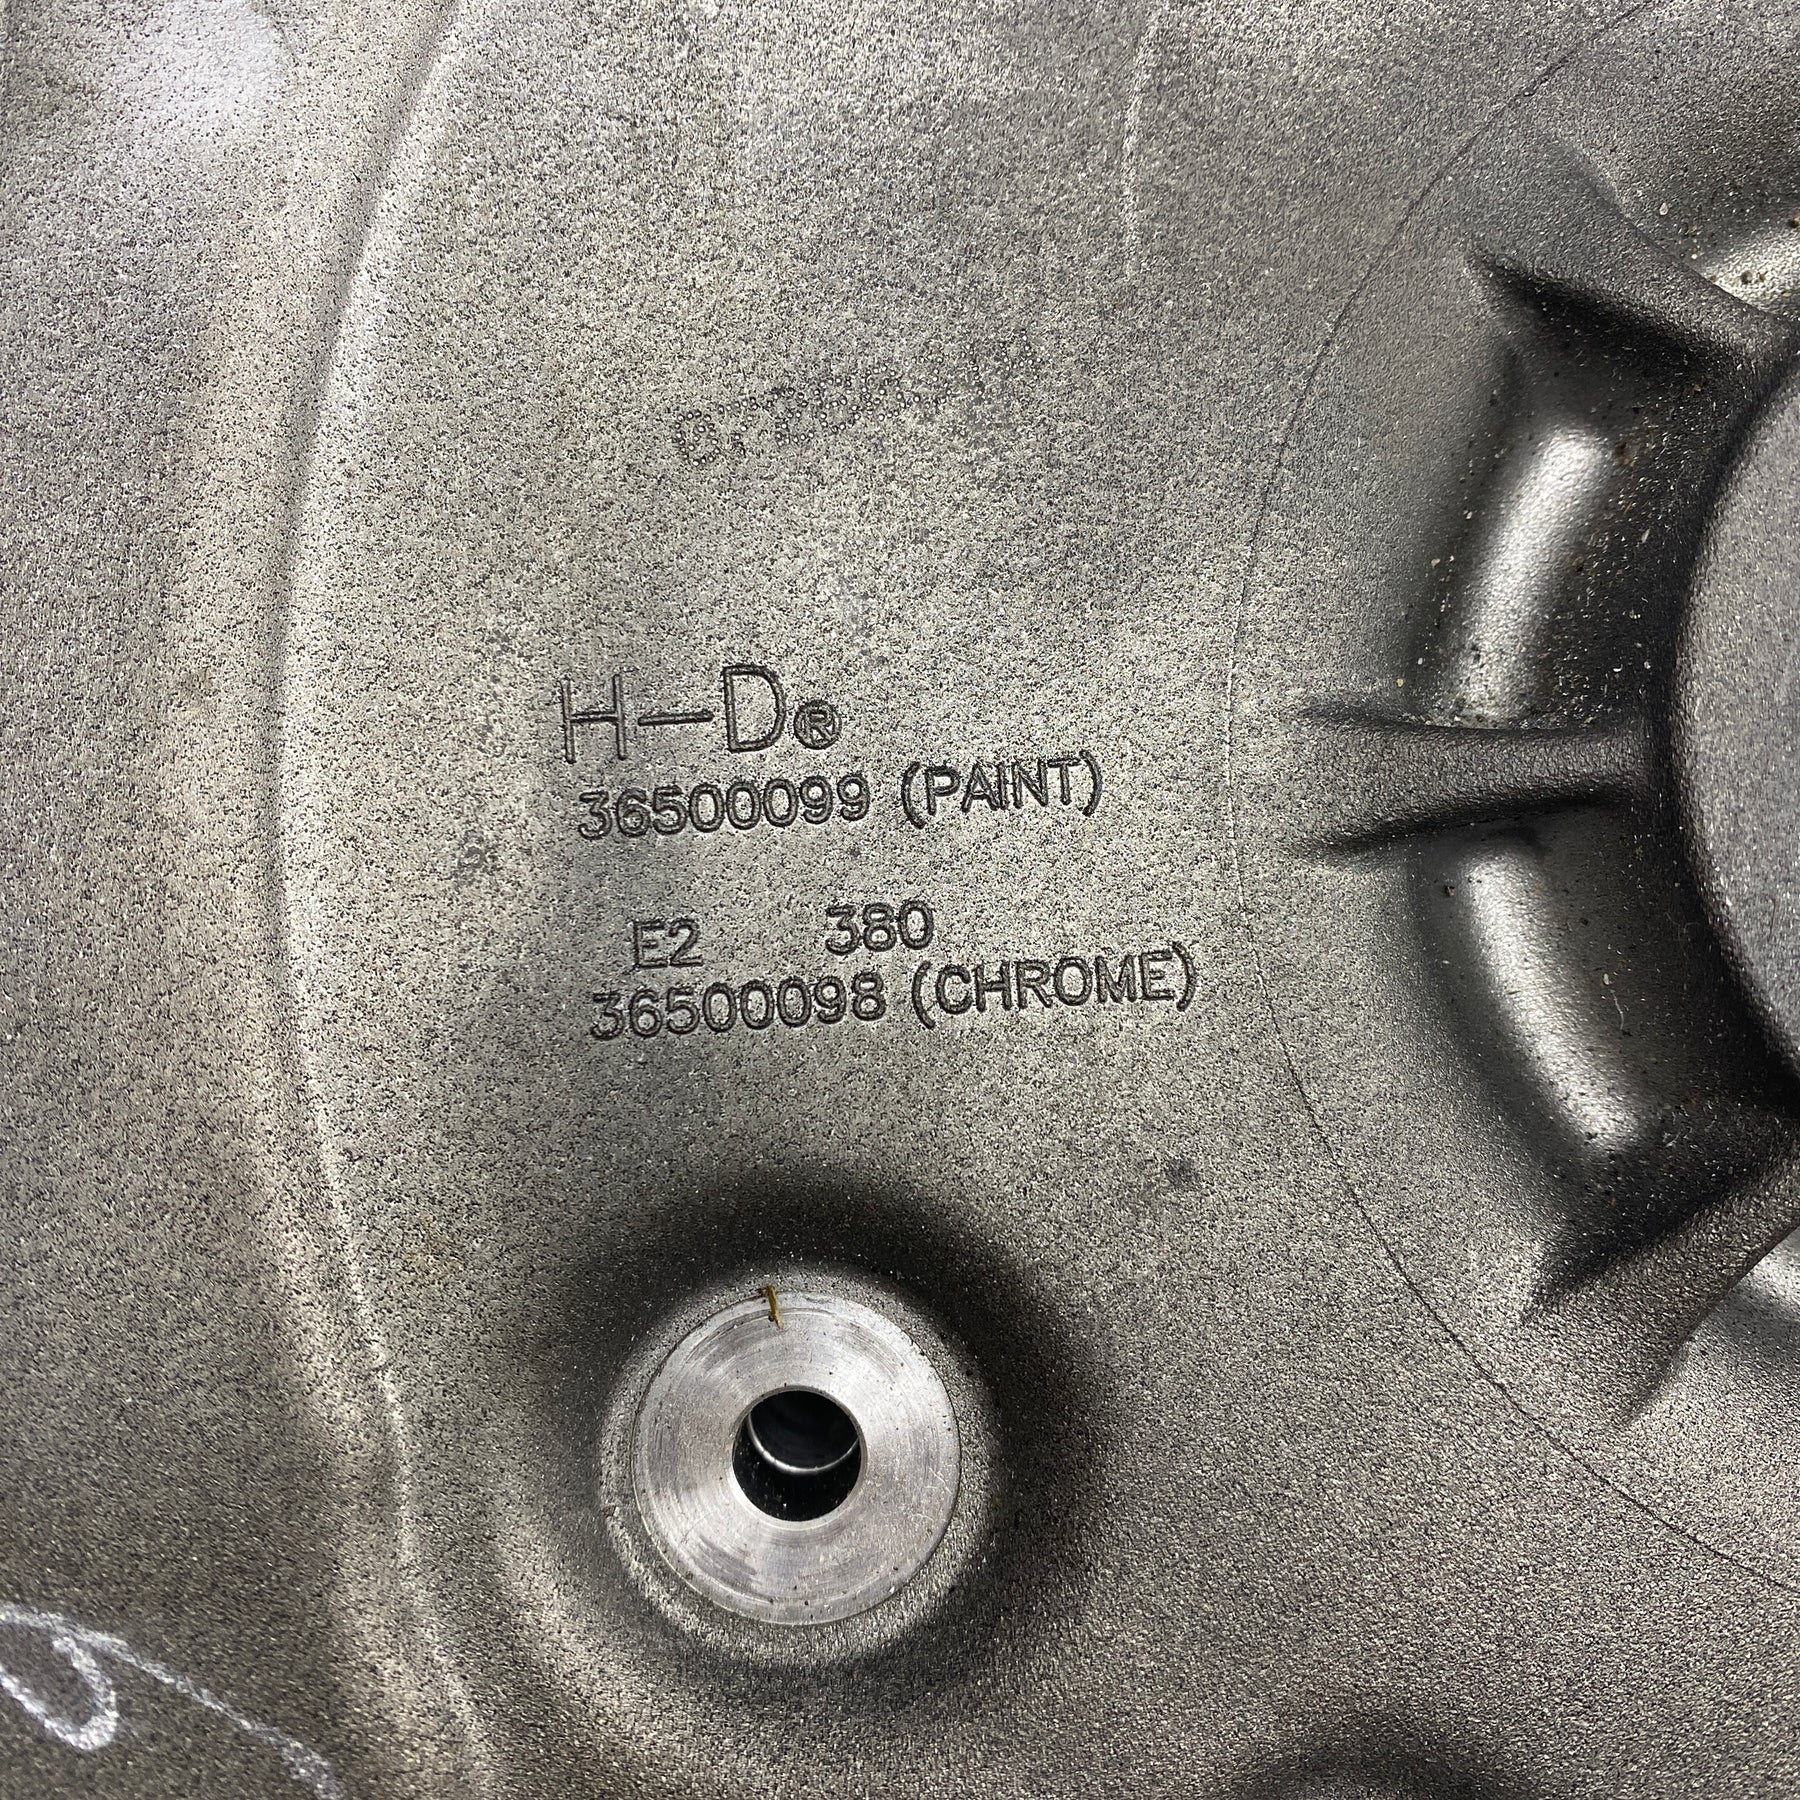 H-D®
36500099 (PAINT)
E2 380
36500098 (CHROME)